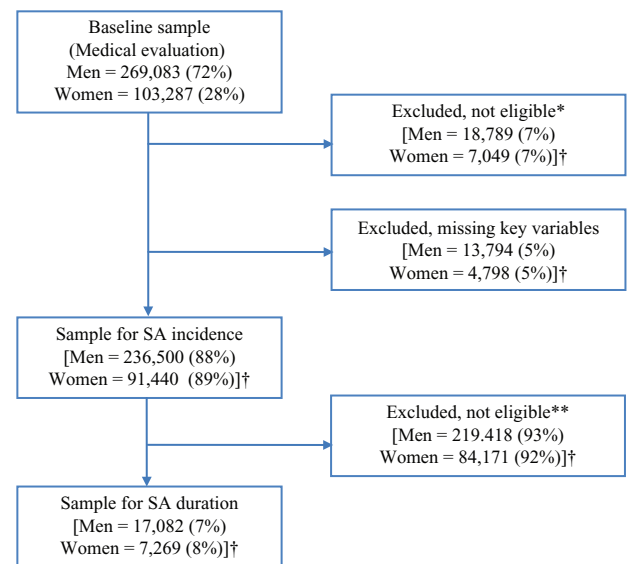 Baseline sample
(Medical evaluation)
Men = 269,083 (72%)
Women = 103,287 (28%)
Excluded, not eligible*
[Men = 18,789 (7%)
Women = 7,049 (7%)]†
Excluded, missing key variables
[Men = 13,794 (5%)
Women = 4,798 (5%)]†
Sample for SA incidence
[Men = 236,500 (88%)
Women = 91,440 (89%)]†
Excluded, not eligible**
[Men = 219.418 (93%)
Women = 84,171 (92%)]†
Sample for SA duration
[Men = 17,082 (7%)
Women = 7,269 (8%)]†